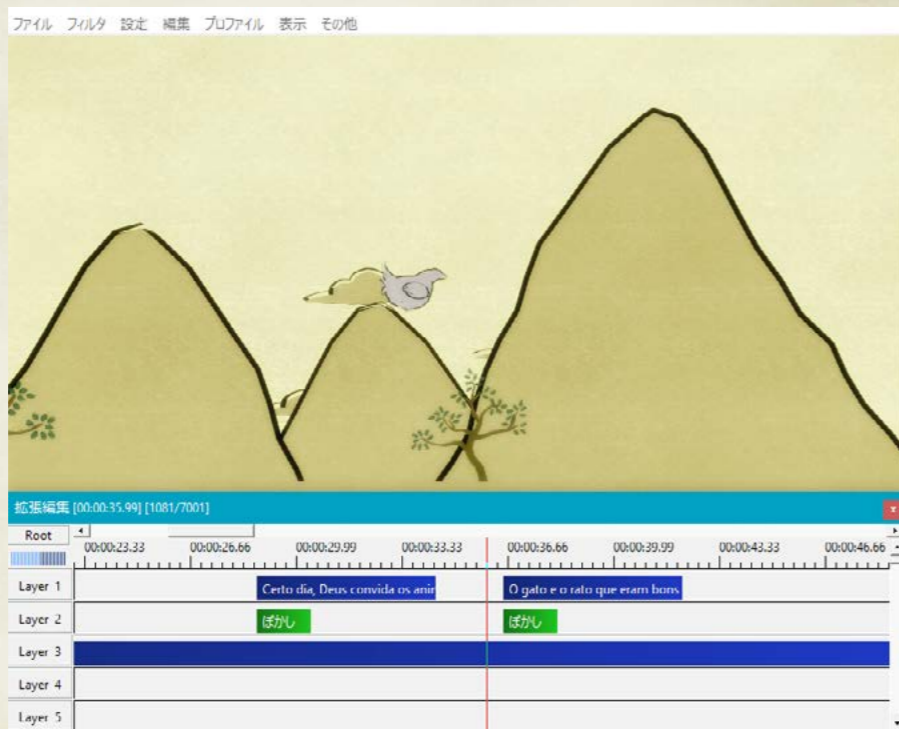 ファイル フィルタ 設定 編集 プロファイル 表示 その他
拡張編集 [00:00:35.99] [1081/7001]
Root
00:00:23.33 00:00:26.66 00:00:29.99 00:00:33.33 00:00:36.66 00:00:39.99 00:00:43.33 00:00:46.66
Layer 1 Certo dia, Deus convida os anir O gato e o rato que eram bons
Layer 2 ぼかし ぼかし
Layer 3
Layer 4
Layer 5